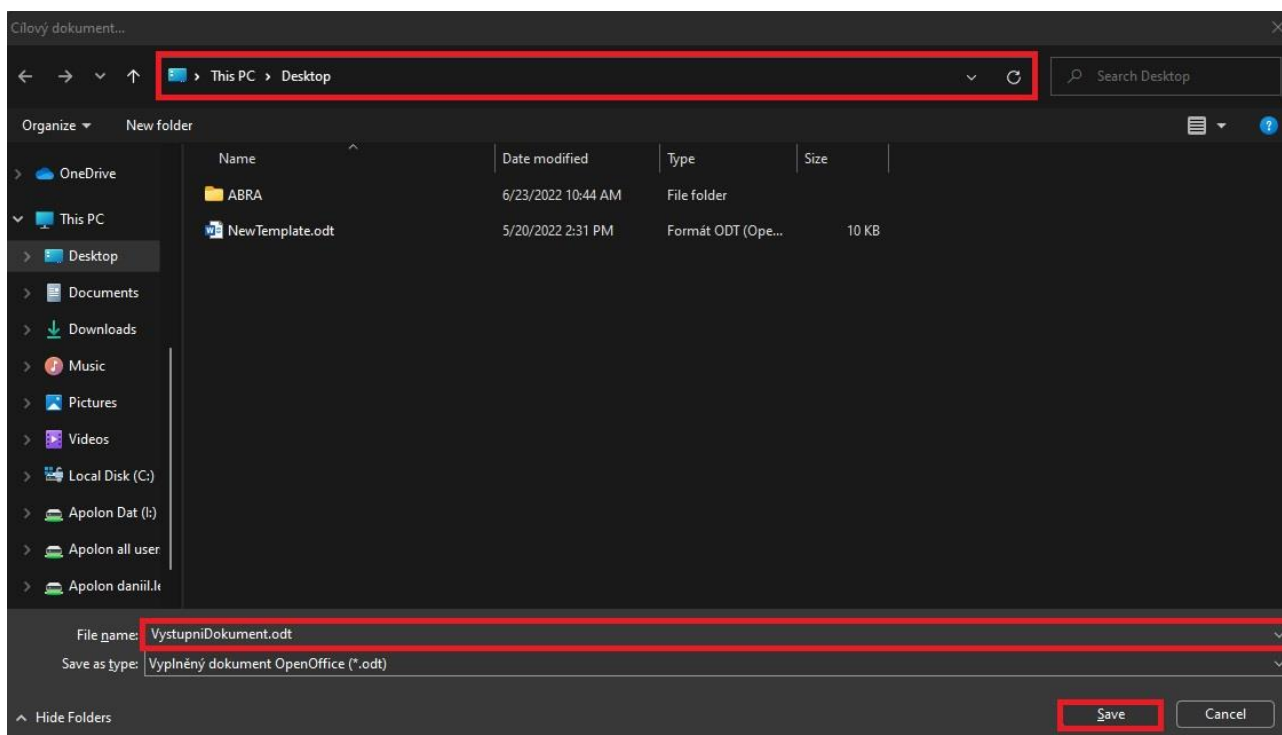 Cílový dokument...
This PC > Desktop
Search Desktop
Organize
New folder
Name
Date modified
Type
Size
OneDrive
This PC
Desktop
Documents
Downloads
Music
Pictures
Videos
Local Disk (C:)
Apolon Dat (I:)
Apolon all user
Apolon daniil.le
ABRA 6/23/2022 10:44 AM File folder
NewTemplate.odt 5/20/2022 2:31 PM Formát ODT (Ope... 10 KB
File name: VystupniDokument.odt
Save as type: Vyplněný dokument OpenOffice (*.odt)
Hide Folders
Save
Cancel